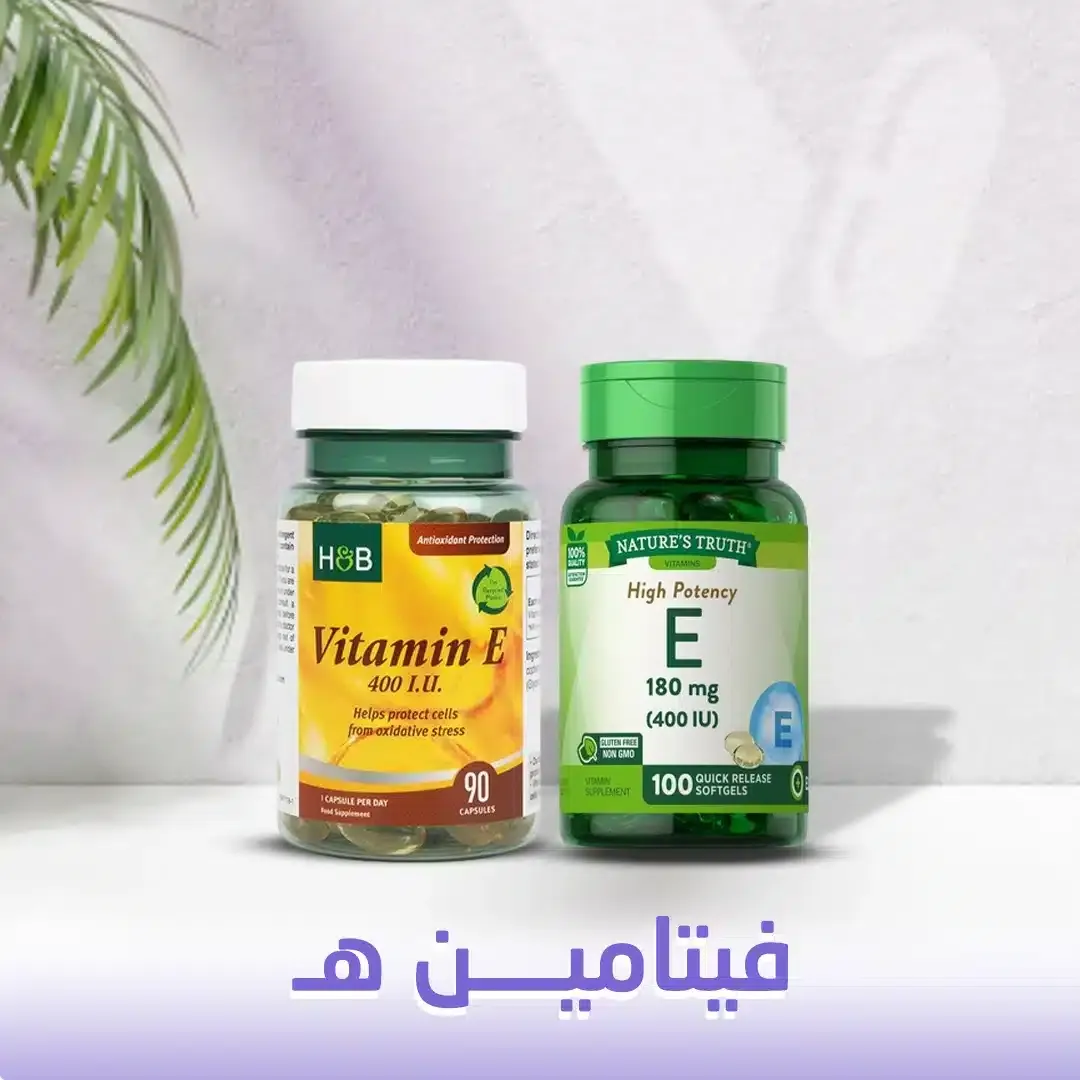 H&B
Antioxidant Protection
Vitamin E
400 I.U.
Helps protect cells
from oxidative stress
1 CAPSULE PER DAY
Food Supplement
90
CAPSULES
100%
QUALITY
NATURE'S TRUTH®
VITAMINS
High Potency
E
180 mg
(400 IU)
E
GLUTEN FREE
NON GMO
VITAMIN
SUPPLEMENT
100 QUICK RELEASE
SOFTGELS
فيتاميـــن هـ